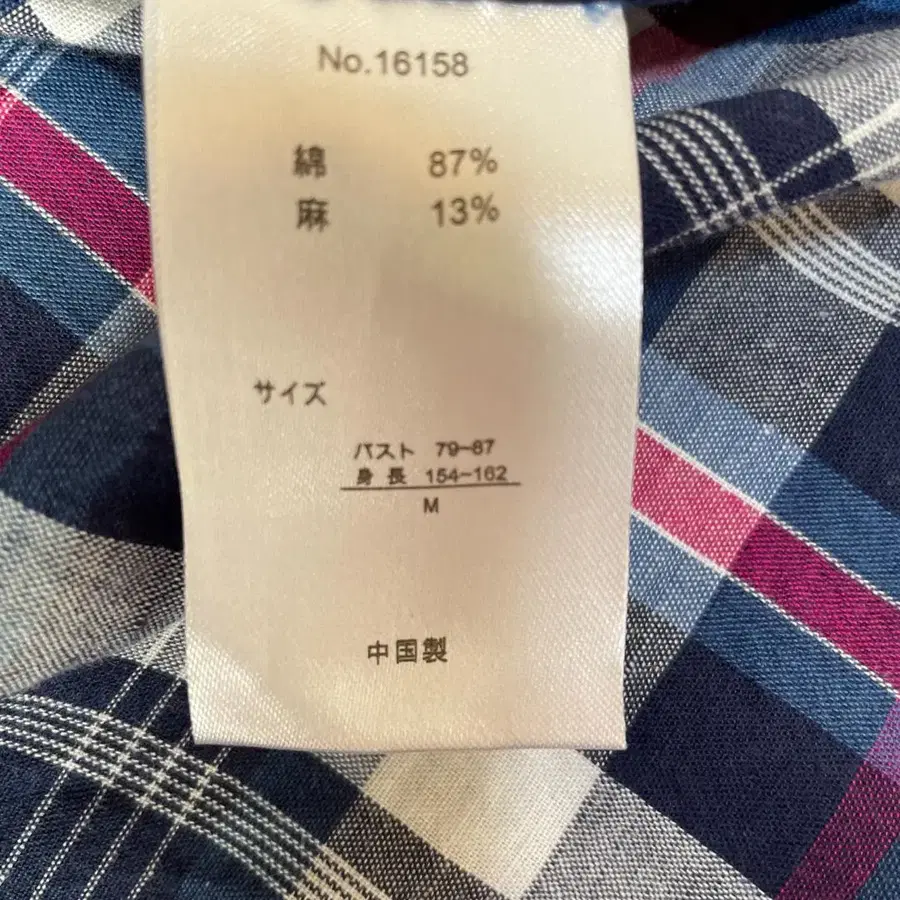 No.16158
綿 87%
麻 13%
サイズ
バスト 79-87
身長 154-162
M
中国製